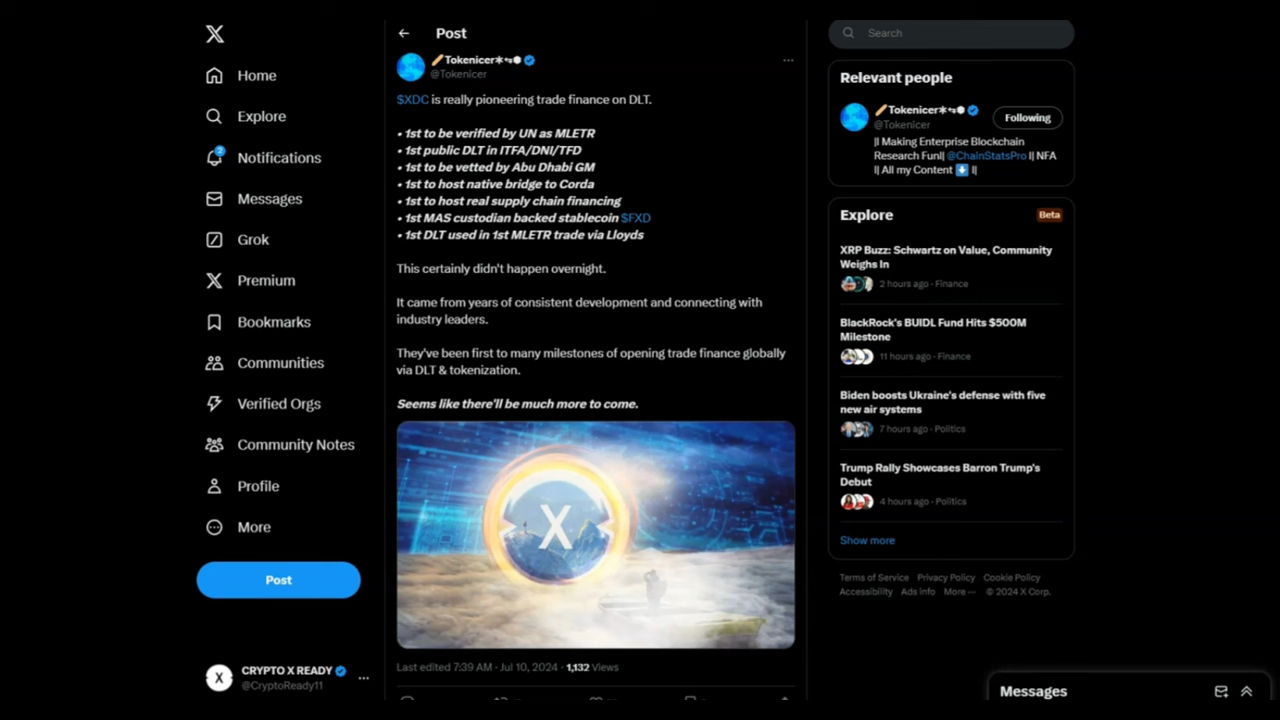 Home
Explore
2
Notifications
Messages
Grok
Premium
Bookmarks
Communities
Verified Orgs
Community Notes
Profile
More
Post
CRYPTO X READY
@CryptoReady11
Post
Tokenicer
@Tokenicer
$XDC is really pioneering trade finance on DLT.
• 1st to be verified by UN as MLETR
• 1st public DLT in ITFA/DNI/TFD
• 1st to be vetted by Abu Dhabi GM
• 1st to host native bridge to Corda
• 1st to host real supply chain financing
• 1st MAS custodian backed stablecoin $FXD
• 1st DLT used in 1st MLETR trade via Lloyds
This certainly didn't happen overnight.
It came from years of consistent development and connecting with
industry leaders.
They've been first to many milestones of opening trade finance globally
via DLT & tokenization.
Seems like there'll be much more to come.
X
Last edited 7:39 AM · Jul 10, 2024 · 1,132 Views
Search
Relevant people
Tokenicer
@Tokenicer
Following
|| Making Enterprise Blockchain
Research Fun|| @ChainStatsPro || NFA
|| All my Content ⬇ ||
Explore
Beta
XRP Buzz: Schwartz on Value, Community
Weighs In
2 hours ago · Finance
BlackRock's BUIDL Fund Hits $500M
Milestone
11 hours ago · Finance
Biden boosts Ukraine's defense with five
new air systems
7 hours ago · Politics
Trump Rally Showcases Barron Trump's
Debut
4 hours ago · Politics
Show more
Terms of Service Privacy Policy Cookie Policy
Accessibility Ads info More ··· © 2024 X Corp.
Messages